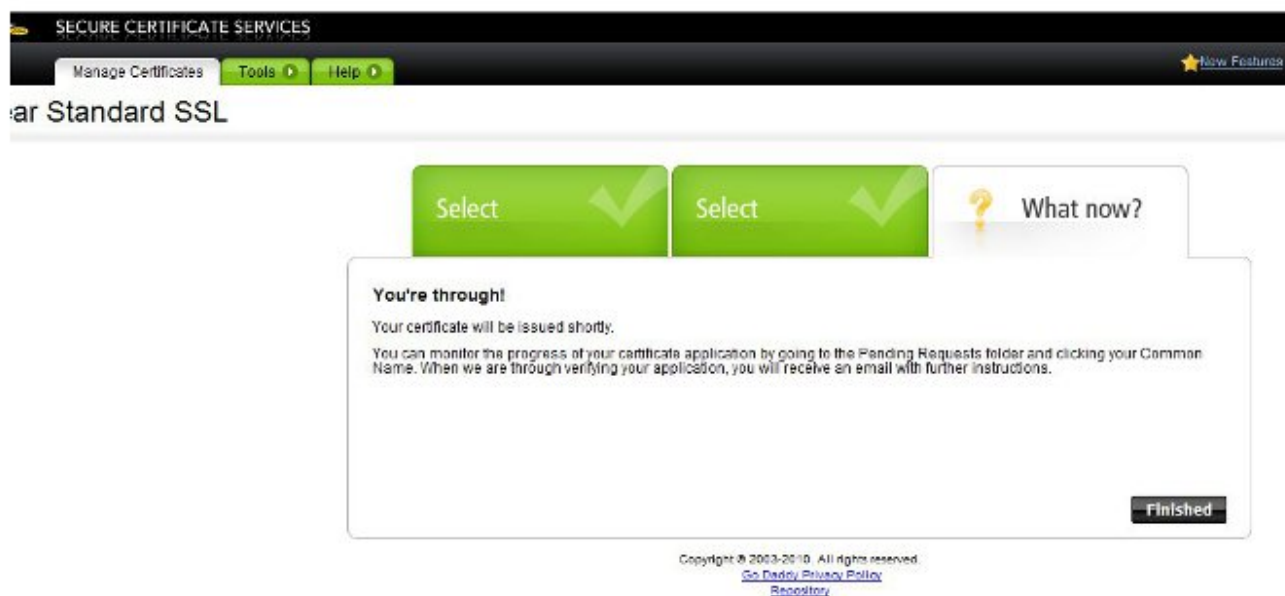 SECURE CERTIFICATE SERVICES
Manage Certificates Tools Help New Features
ear Standard SSL
Select Select What now?
You're through!
Your certificate will be issued shortly.
You can monitor the progress of your certificate application by going to the Pending Requests folder and clicking your Common
Name. When we are through verifying your application, you will receive an email with further instructions.
Finished
Copyright © 2003-2010. All rights reserved.
Go Daddy Privacy Policy
Repository